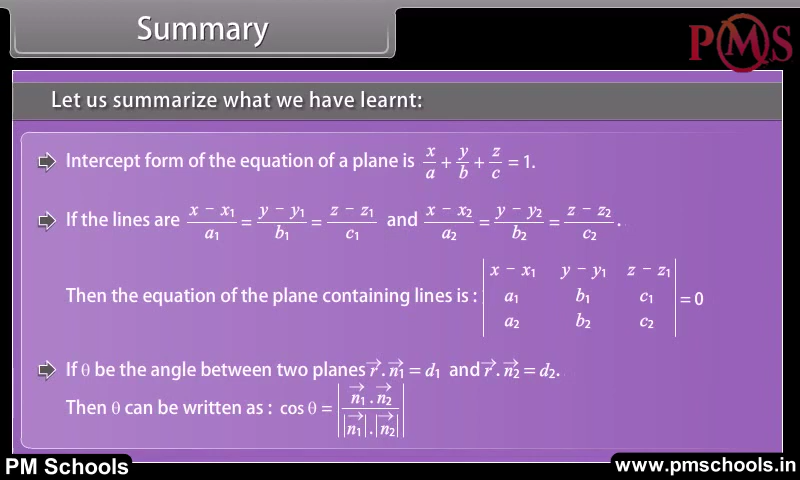 Summary
PMS
Let us summarize what we have learnt:
⇨ Intercept form of the equation of a plane is x/a + y/b + z/c = 1.
⇨ If the lines are (x − x₁)/a₁ = (y − y₁)/b₁ = (z − z₁)/c₁ and (x − x₂)/a₂ = (y − y₂)/b₂ = (z − z₂)/c₂ .
Then the equation of the plane containing lines is : | x − x₁ y − y₁ z − z₁ |
| a₁ b₁ c₁ | = 0
| a₂ b₂ c₂ |
⇨ If θ be the angle between two planes r⃗ . n⃗₁ = d₁ and r⃗ . n⃗₂ = d₂.
Then θ can be written as : cos θ = | (n⃗₁ . n⃗₂) / (|n⃗₁| . |n⃗₂|) |
PM Schools
www.pmschools.in